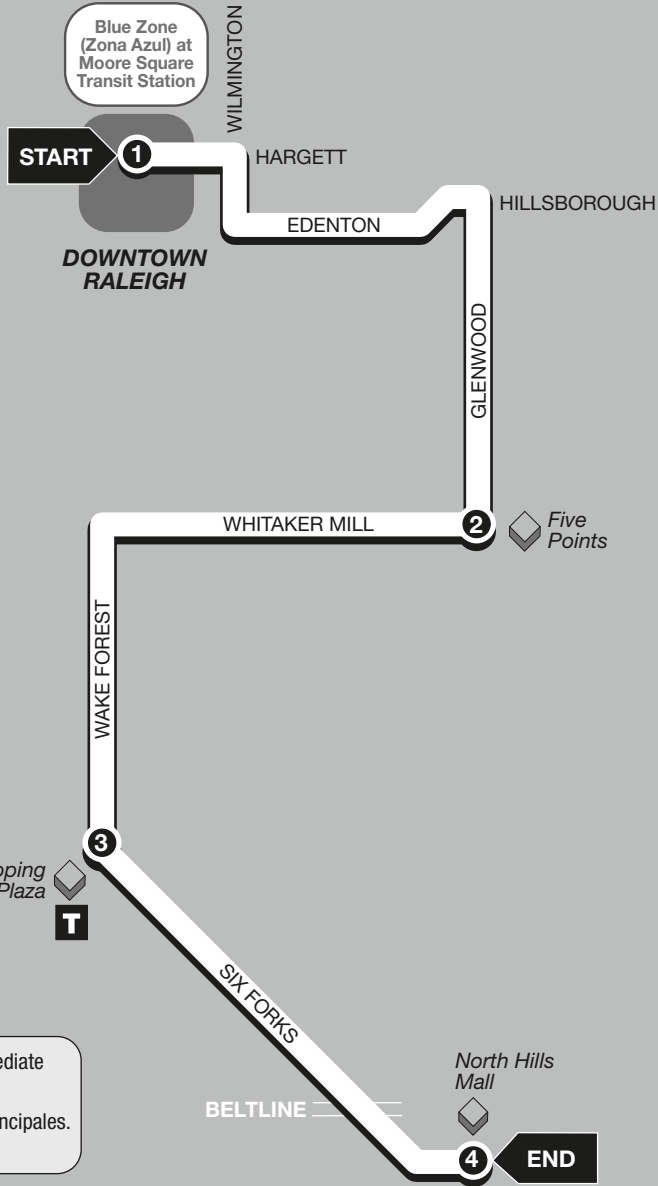 Blue Zone
(Zona Azul) at
Moore Square
Transit Station
WILMINGTON
START
1
HARGETT
HILLSBOROUGH
EDENTON
DOWNTOWN
RALEIGH
GLENWOOD
WHITAKER MILL
2
Five
Points
WAKE FOREST
3
Plaza
T
SIX FORKS
North Hills
Mall
BELTLINE
4
END